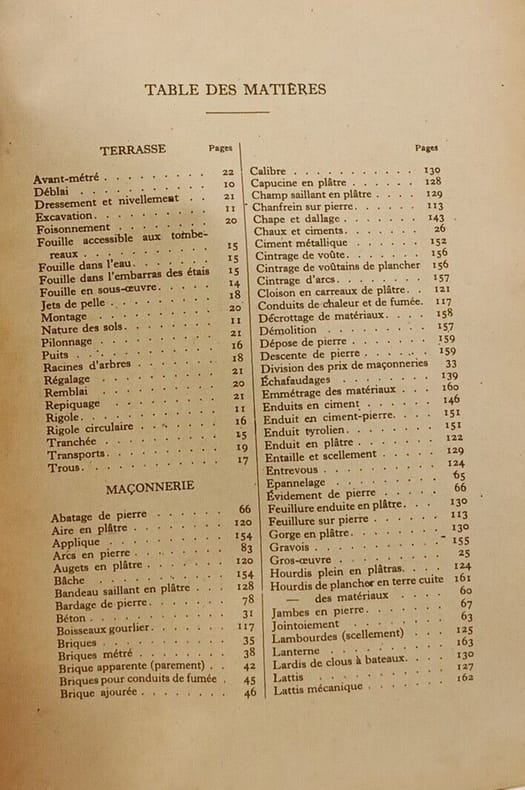 TABLE DES MATIÈRES
TERRASSE Pages
Avant-métré . . . . . . . . . 22
Déblai . . . . . . . . . . . 10
Dressement et nivellement . . 21
Excavation. . . . . . . . . . 11
Foisonnement . . . . . . . . 20
Fouille accessible aux tombe-
reaux . . . . . . . . . . . 15
Fouille dans l'eau. . . . . . . 15
Fouille dans l'embarras des étais 15
Fouille en sous-œuvre. . . . . 14
Jets de pelle . . . . . . . . . 18
Montage . . . . . . . . . . 20
Nature des sols. . . . . . . . 11
Pilonnage . . . . . . . . . . 21
Puits . . . . . . . . . . . . 16
Racines d'arbres . . . . . . . 18
Régalage . . . . . . . . . . 21
Remblai . . . . . . . . . . 20
Repiquage . . . . . . . . . 21
Rigole. . . . . . . . . . . . 11
Rigole circulaire . . . . . . . 16
Tranchée . . . . . . . . . . 15
Transports. . . . . . . . . . 19
Trous. . . . . . . . . . . . 17
MAÇONNERIE
Abatage de pierre . . . . . . 66
Aire en plâtre . . . . . . . . 120
Applique . . . . . . . . . . 154
Arcs en pierre . . . . . . . . 83
Augets en plâtre . . . . . . . 120
Bâche . . . . . . . . . . . 154
Bandeau saillant en plâtre . . . 128
Bardage de pierre. . . . . . . 78
Béton . . . . . . . . . . . . 31
Boisseaux gourlier. . . . . . . 117
Briques . . . . . . . . . . . 35
Briques métré . . . . . . . . 38
Brique apparente (parement) . . 42
Briques pour conduits de fumée . 45
Brique ajourée . . . . . . . . 46
Pages
Calibre . . . . . . . . . . . 130
Capucine en plâtre . . . . . . 128
Champ saillant en plâtre . . . . 129
Chanfrein sur pierre. . . . . . 113
Chape et dallage . . . . . . . 143
Chaux et ciments. . . . . . . 26
Ciment métallique . . . . . . 152
Cintrage de voûte. . . . . . . 156
Cintrage de voûtains de plancher 156
Cintrage d'arcs. . . . . . . . 157
Cloison en carreaux de plâtre. . 121
Conduits de chaleur et de fumée. 117
Décrottage de matériaux. . . . 158
Démolition . . . . . . . . . 157
Dépose de pierre . . . . . . . 159
Descente de pierre . . . . . . 159
Division des prix de maçonneries 33
Échafaudages . . . . . . . . 139
Emmétrage des matériaux . . . 160
Enduits en ciment . . . . . . 146
Enduit en ciment-pierre. . . . 151
Enduit tyrolien. . . . . . . . 151
Enduit en plâtre . . . . . . . 122
Entaille et scellement . . . . . 129
Entrevous . . . . . . . . . . 124
Epannelage . . . . . . . . . 65
Évidement de pierre . . . . . 66
Feuillure enduite en plâtre. . . 130
Feuillure sur pierre . . . . . . 113
Gorge en plâtre. . . . . . . . 130
Gravois . . . . . . . . . . . 155
Gros-œuvre . . . . . . . . . 25
Hourdis plein en plâtras. . . . 124
Hourdis de plancher en terre cuite 161
— des matériaux . . . . 60
Jambes en pierre. . . . . . . 67
Jointoiement . . . . . . . . 63
Lambourdes (scellement) . . . 125
Lanterne . . . . . . . . . . 163
Lardis de clous à bateaux. . . . 130
Lattis . . . . . . . . . . . . 127
Lattis mécanique . . . . . . . 162